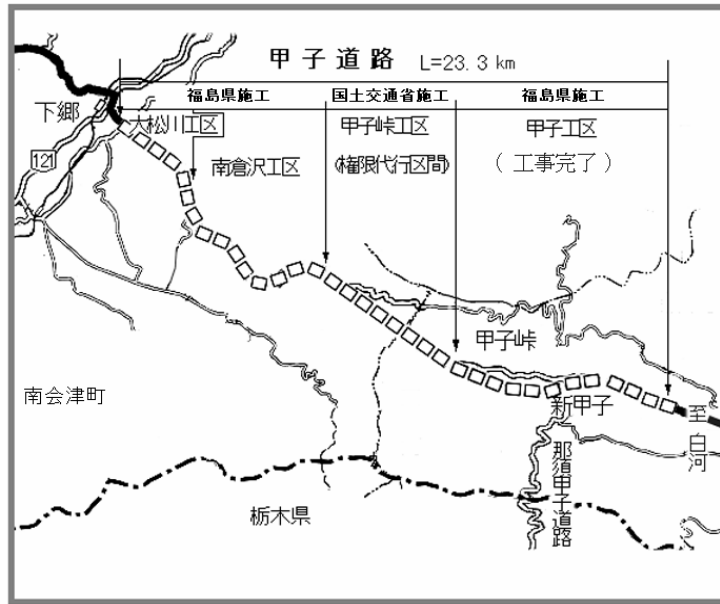 甲子道路 L=23.3 km
福島県施工
国土交通省施工
福島県施工
下郷
大松川工区
甲子峠工区
甲子工区
121
南倉沢工区
(権限代行区間)
(工事完了)
甲子峠
南会津町
新甲子
至白河
那須甲子道路
栃木県